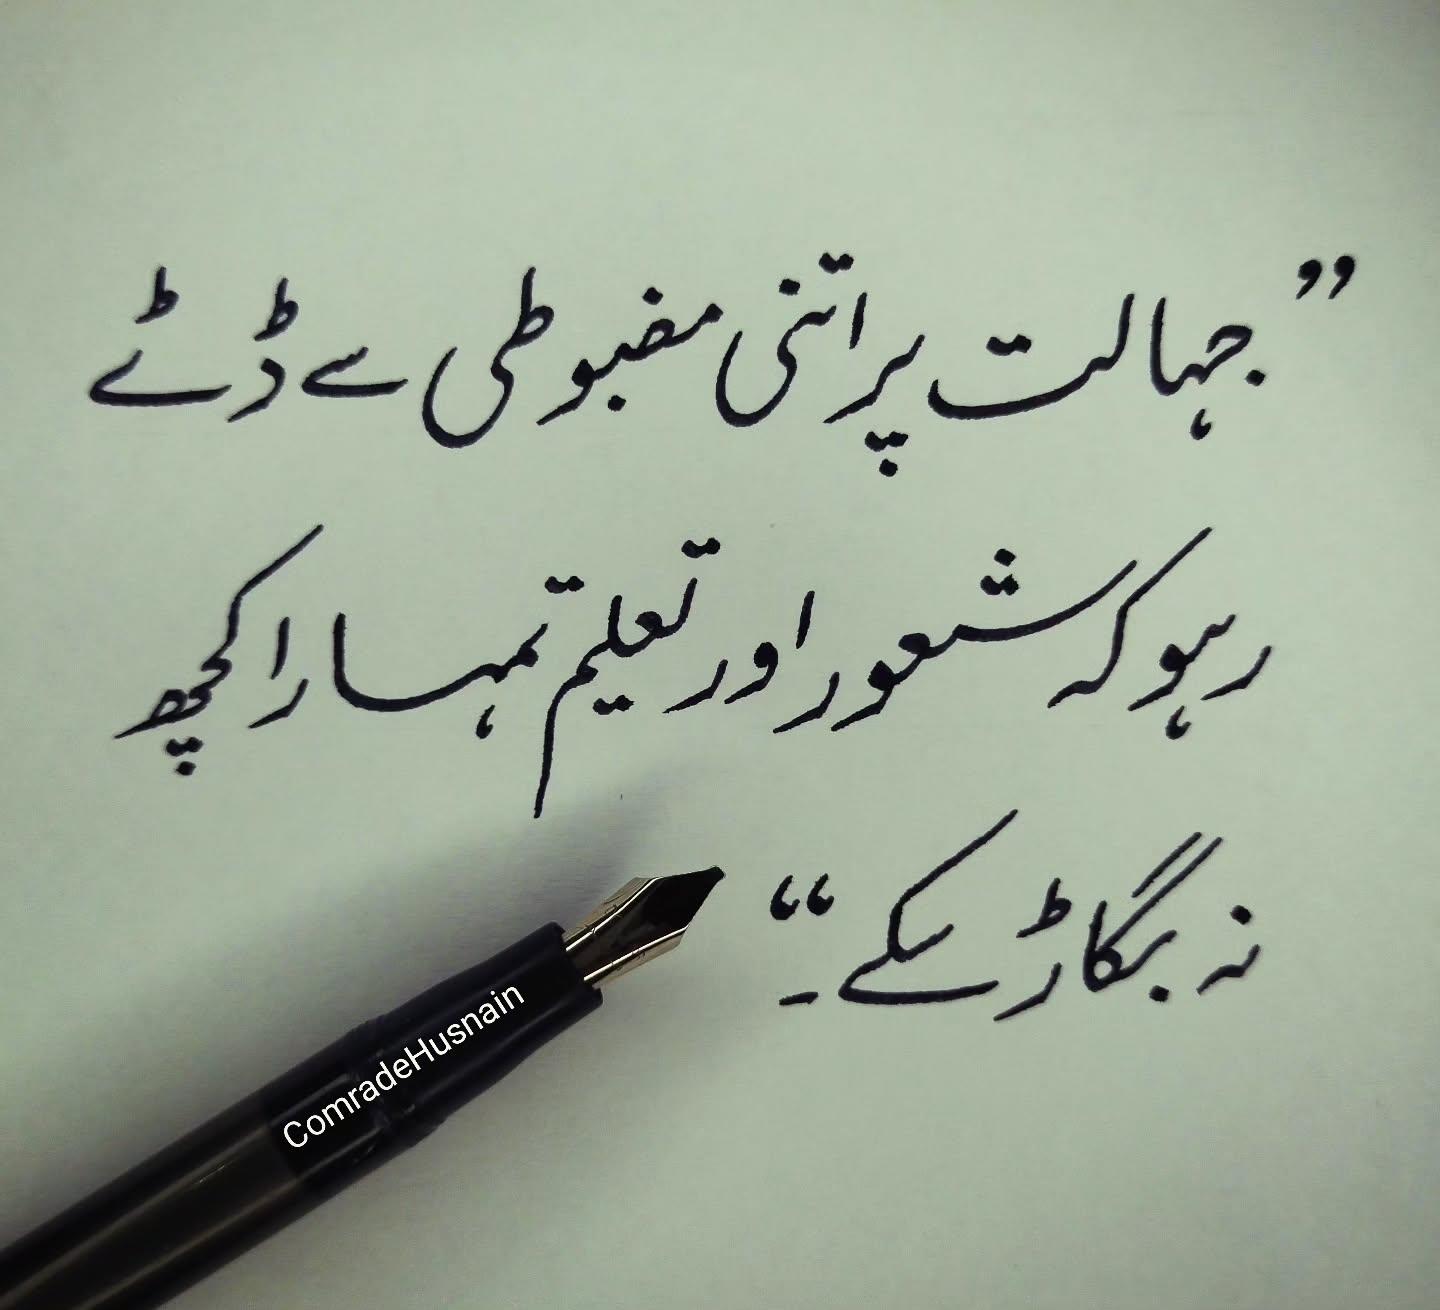 ”جہالت پر اتنی مضبوطی سے ڈٹے
رہو کہ شعور اور تعلیم تمہارا کچھ
نہ بگاڑ سکے۔“
ComradeHusnain